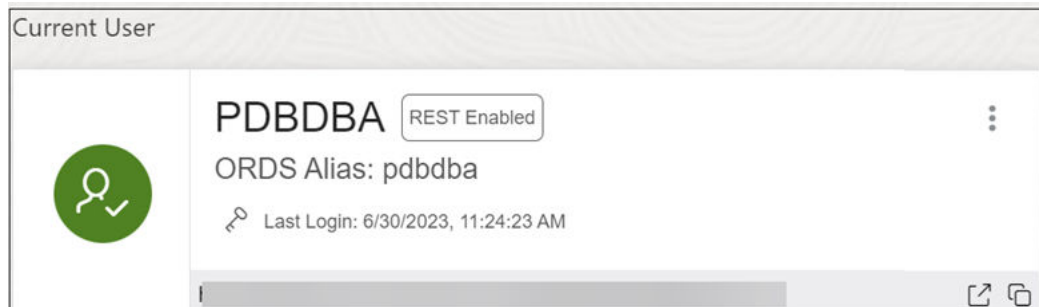 Current User
PDBDBA REST Enabled
ORDS Alias: pdbdba
Last Login: 6/30/2023, 11:24:23 AM